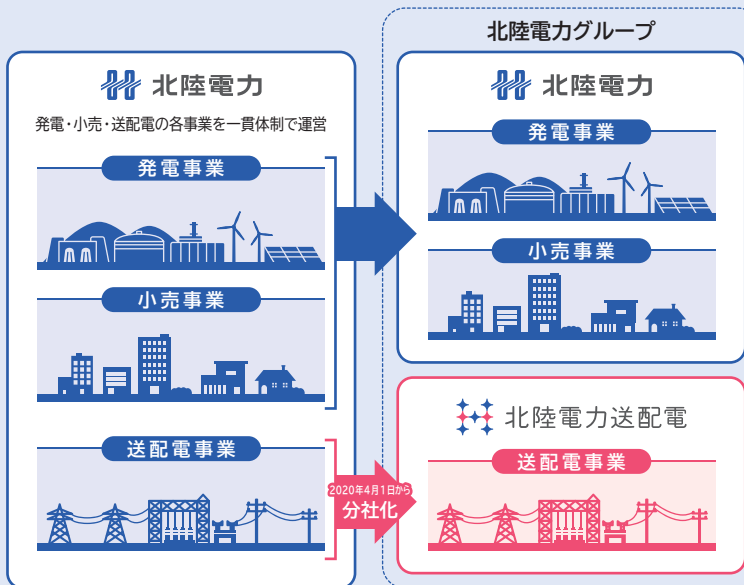 北陸電力
発電・小売・送配電の各事業を一貫体制で運営
発電事業
小売事業
送配電事業
2020年4月1日から
分社化
北陸電力グループ
北陸電力
発電事業
小売事業
北陸電力送配電
送配電事業